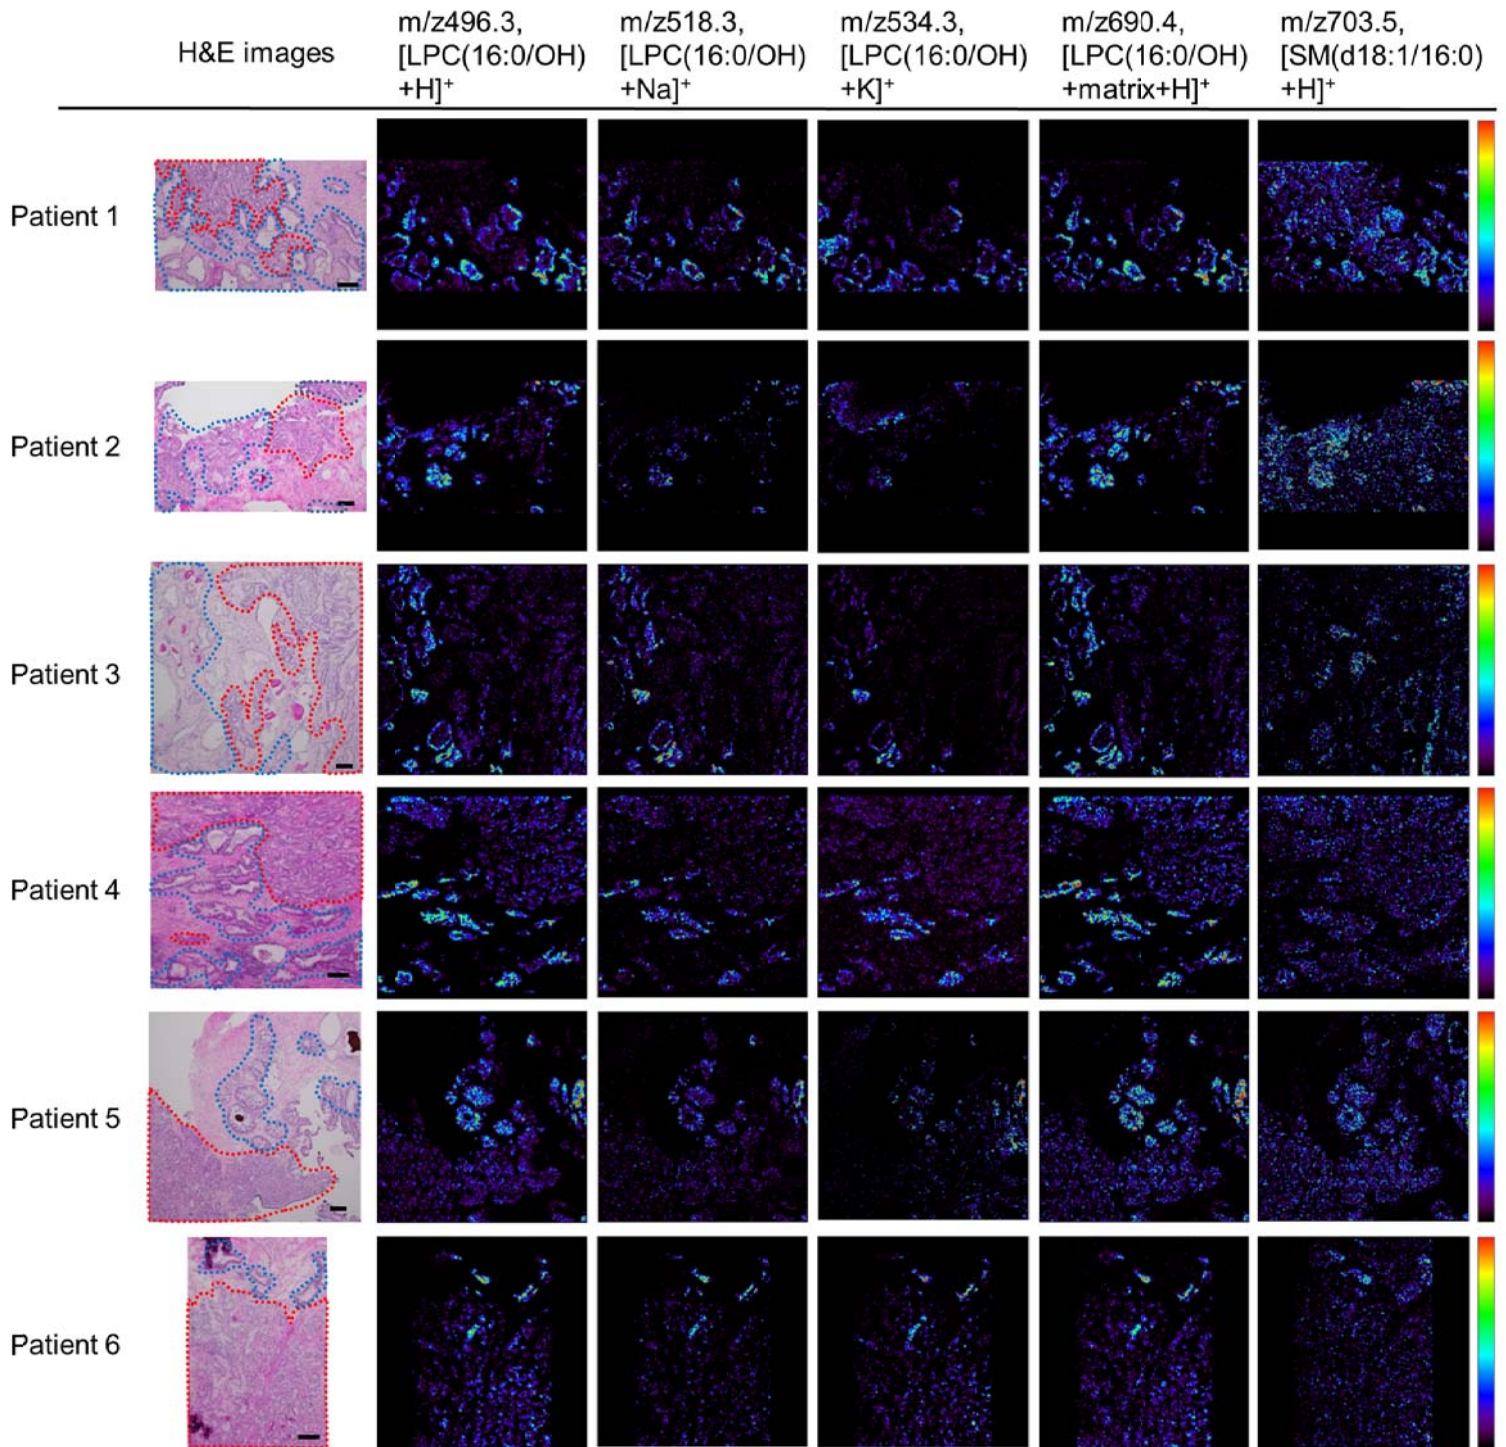 H&E images
m/z496.3,
[LPC(16:0/OH)
+H]⁺
m/z518.3,
[LPC(16:0/OH)
+Na]⁺
m/z534.3,
[LPC(16:0/OH)
+K]⁺
m/z690.4,
[LPC(16:0/OH)
+matrix+H]⁺
m/z703.5,
[SM(d18:1/16:0)
+H]⁺
Patient 1
Patient 2
Patient 3
Patient 4
Patient 5
Patient 6